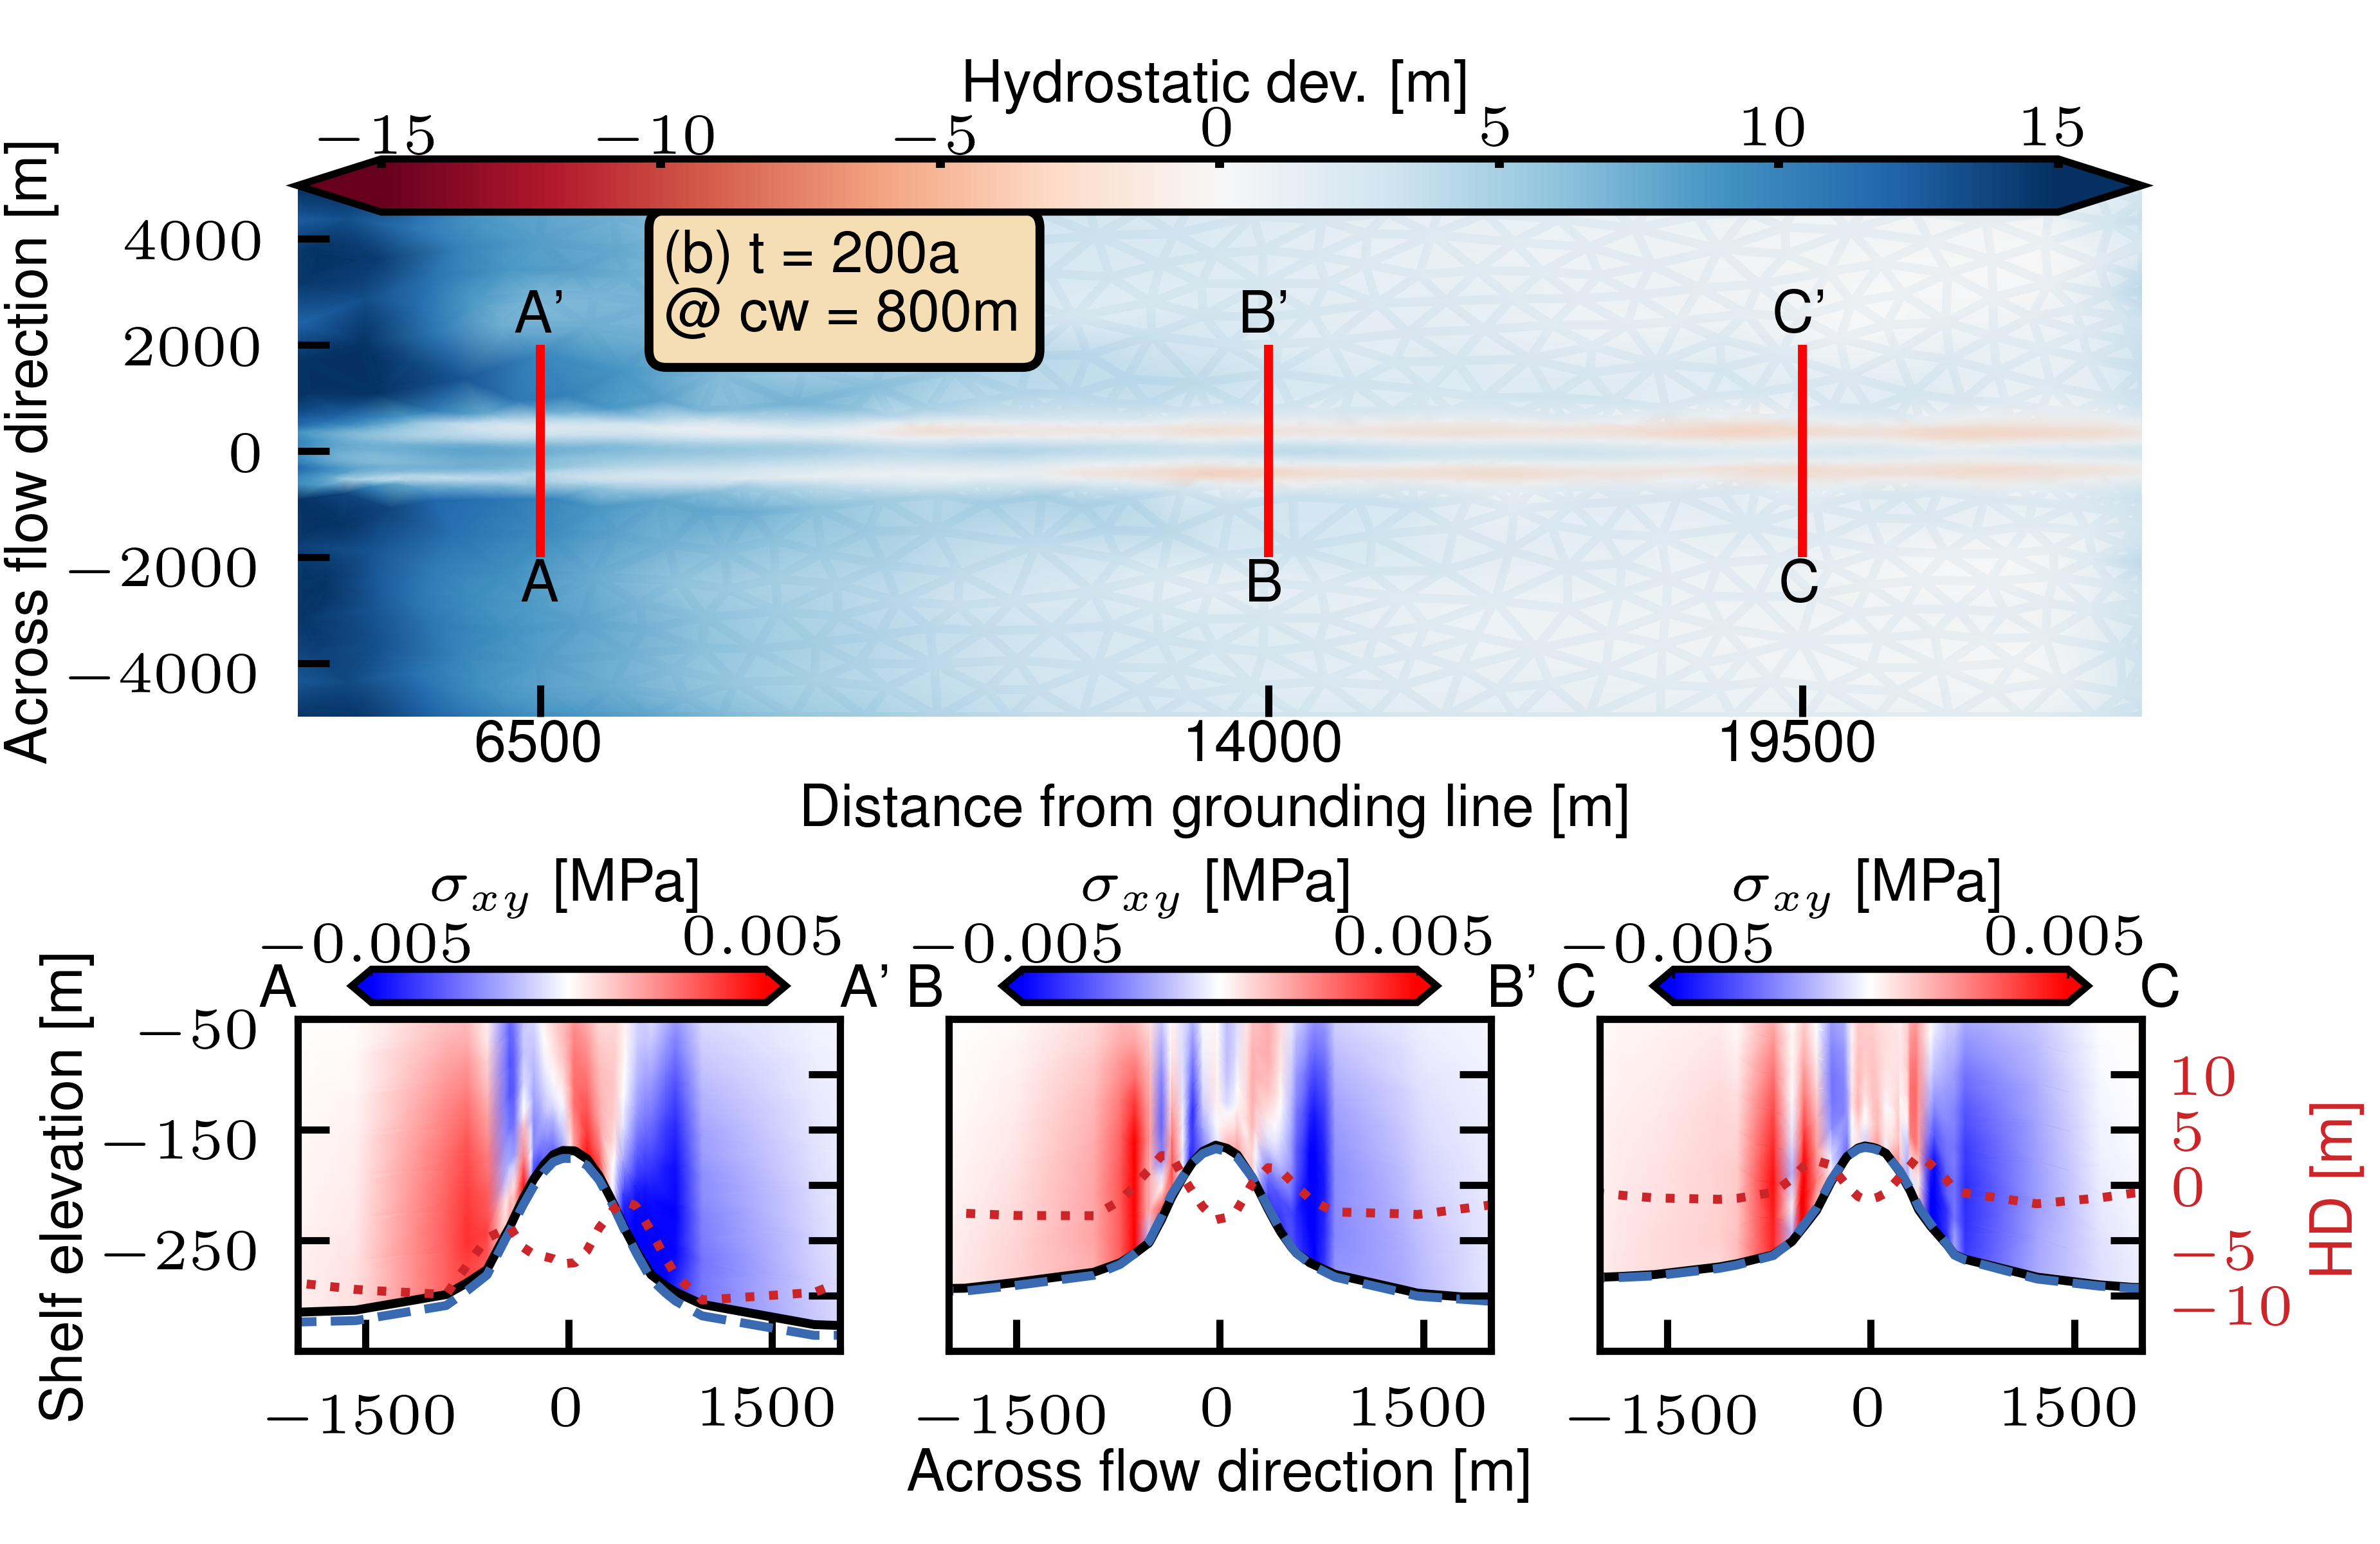 Hydrostatic dev. [m]
−15 −10 −5 0 5 10 15
Across flow direction [m]
4000
2000
0
−2000
−4000
(b) t = 200a
@ cw = 800m
A' B' C'
A B C
6500 14000 19500
Distance from grounding line [m]
σxy [MPa] σxy [MPa] σxy [MPa]
−0.005 0.005 −0.005 0.005 −0.005 0.005
A A' B B' C C
Shelf elevation [m]
−50
−150
−250
10
5
0
−5
−10
HD [m]
−1500 0 1500 −1500 0 1500 −1500 0 1500
Across flow direction [m]